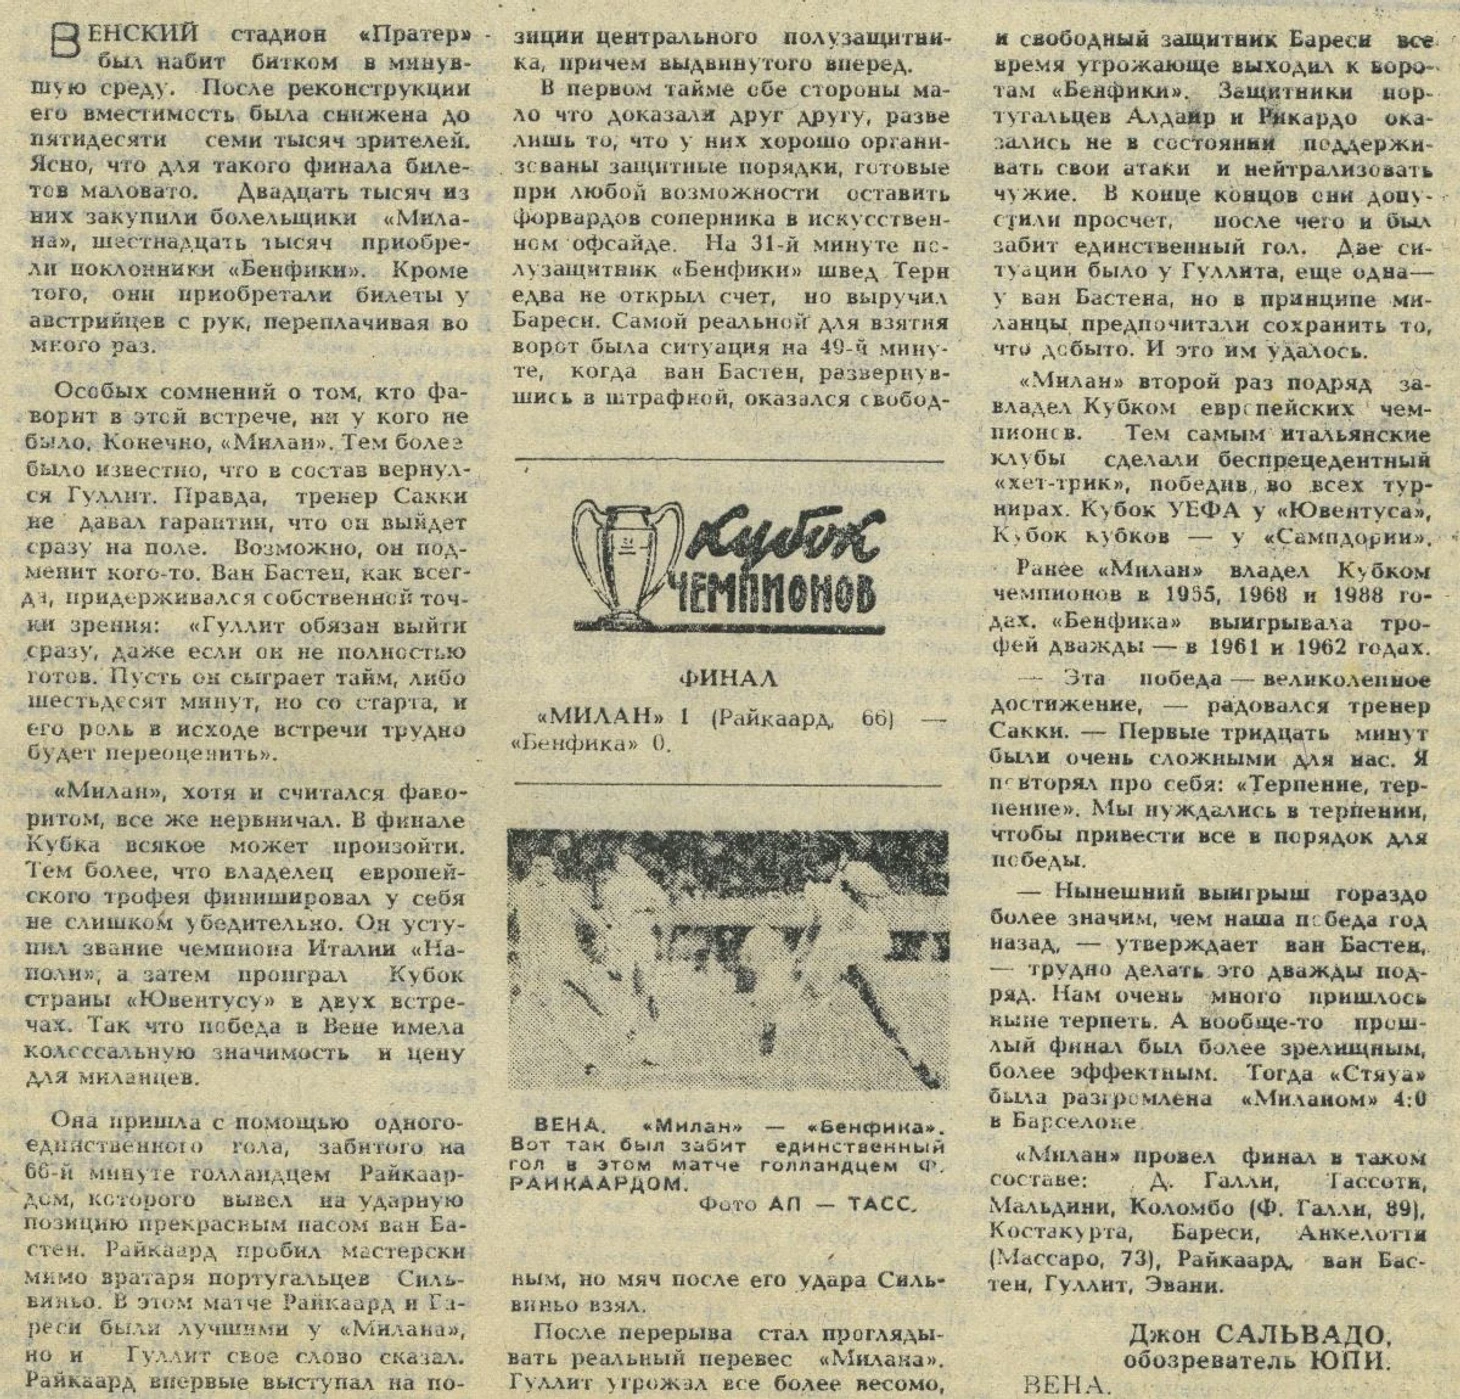 ВЕНСКИЙ стадион «Пратер»
был набит битком в минув-
шую среду. После реконструкции
его вместимость была снижена до
пятидесяти семи тысяч зрителей.
Ясно, что для такого финала биле-
тов маловато. Двадцать тысяч из
них закупили болельщики «Мила-
на», шестнадцать тысяч приобре-
ли поклонники «Бенфики». Кроме
того, они приобретали билеты у
австрийцев с рук, переплачивая во
много раз.
Особых сомнений о том, кто фа-
ворит в этой встрече, ни у кого не
было. Конечно, «Милан». Тем более
было известно, что в состав вернул-
ся Гуллит. Правда, тренер Сакки
не давал гарантии, что он выйдет
сразу на поле. Возможно, он под-
менит кого-то. Ван Бастен, как всег-
да, придерживался собственной точ-
ки зрения: «Гуллит обязан выйти
сразу, даже если он не полностью
готов. Пусть он сыграет тайм, либо
шестьдесят минут, но со старта, и
его роль в исходе встречи трудно
будет переоценить».
«Милан», хотя и считался фаво-
ритом, все же нервничал. В финале
Кубка всякое может произойти.
Тем более, что владелец европей-
ского трофея финишировал у себя
не слишком убедительно. Он усту-
пил звание чемпиона Италии «На-
поли», а затем проиграл Кубок
страны «Ювентусу» в двух встре-
чах. Так что победа в Вене имела
колоссальную значимость и цену
для миланцев.
Она пришла с помощью одного-
единственного гола, забитого на
66-й минуте голландцем Райкаар-
дом, которого вывел на ударную
позицию прекрасным пасом ван Ба-
стен. Райкаард пробил мастерски
мимо вратаря португальцев Силь-
виньо. В этом матче Райкаард и Ба-
реси были лучшими у «Милана»,
но и Гуллит свое слово сказал.
Райкаард впервые выступал на по-
зиции центрального полузащитни-
ка, причем выдвинутого вперед.
В первом тайме обе стороны ма-
ло что доказали друг другу, разве
лишь то, что у них хорошо органи-
зованы защитные порядки, готовые
при любой возможности оставить
форвардов соперника в искусствен-
ном офсайде. На 31-й минуте по-
лузащитник «Бенфики» швед Терн
едва не открыл счет, но выручил
Бареси. Самой реальной для взятия
ворот была ситуация на 49-й мину-
те, когда ван Бастен, развернув-
шись в штрафной, оказался свобод-
Кубок
ЧЕМПИОНОВ
ФИНАЛ
«МИЛАН» 1 (Райкаард, 66) —
«Бенфика» 0.
ВЕНА. «Милан» — «Бенфика».
Вот так был забит единственный
гол в этом матче голландцем Ф.
РАЙКААРДОМ.
Фото АП — ТАСС.
ным, но мяч после его удара Силь-
виньо взял.
После перерыва стал прогляды-
вать реальный перевес «Милана».
Гуллит угрожал все более весомо,
и свободный защитник Бареси все
время угрожающе выходил к воро-
там «Бенфики». Защитники пор-
тугальцев Алдаир и Рикардо ока-
зались не в состоянии поддержи-
вать свои атаки и нейтрализовать
чужие. В конце концов они допу-
стили просчет, после чего и был
забит единственный гол. Две си-
туации было у Гуллита, еще одна—
у ван Бастена, но в принципе ми-
ланцы предпочитали сохранить то,
что добыто. И это им удалось.
«Милан» второй раз подряд за-
владел Кубком европейских чем-
пионов. Тем самым итальянские
клубы сделали беспрецедентный
«хет-трик», победив во всех тур-
нирах. Кубок УЕФА у «Ювентуса»,
Кубок кубков — у «Сампдории».
Ранее «Милан» владел Кубком
чемпионов в 1955, 1968 и 1988 го-
дах. «Бенфика» выигрывала тро-
фей дважды — в 1961 и 1962 годах.
— Эта победа — великолепное
достижение, — радовался тренер
Сакки. — Первые тридцать минут
были очень сложными для нас. Я
повторял про себя: «Терпение, тер-
пение». Мы нуждались в терпении,
чтобы привести все в порядок для
победы.
— Нынешний выигрыш гораздо
более значим, чем наша победа год
назад, — утверждает ван Бастен,
— трудно делать это дважды под-
ряд. Нам очень много пришлось
ныне терпеть. А вообще-то прош-
лый финал был более зрелищным,
более эффектным. Тогда «Стяуа»
была разгромлена «Миланом» 4:0
в Барселоне.
«Милан» провел финал в таком
составе: Д. Галли, Тассоти,
Мальдини, Коломбо (Ф. Галли, 89),
Костакурта, Бареси, Анкелотти
(Массаро, 73), Райкаард, ван Бас-
тен, Гуллит, Эвани.
Джон САЛЬВАДО,
обозреватель ЮПИ.
ВЕНА.